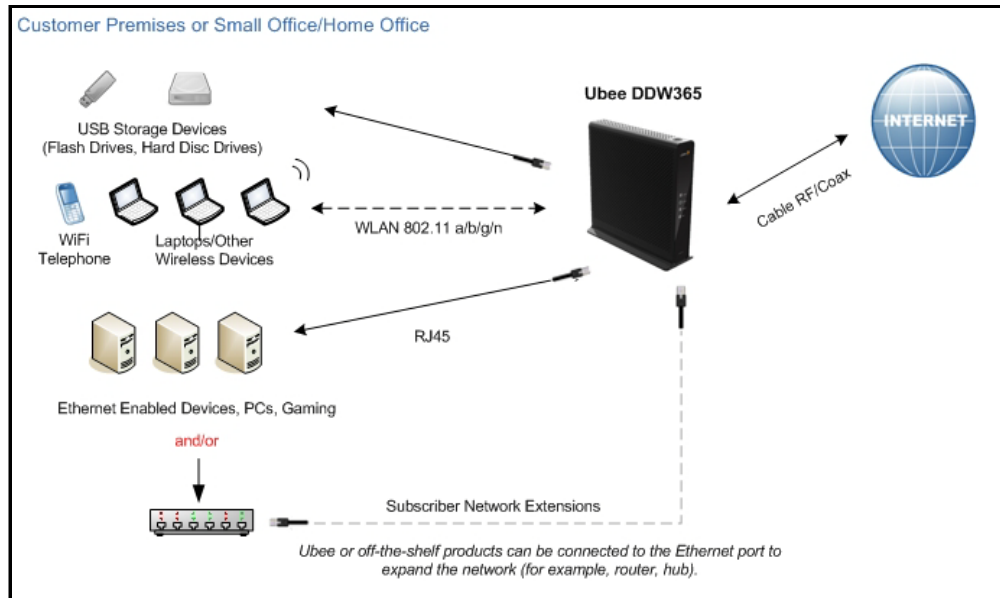 Customer Premises or Small Office/Home Office
Ubee DDW365
INTERNET
USB Storage Devices
(Flash Drives, Hard Disc Drives)
Cable RF/Coax
WLAN 802.11 a/b/g/n
WiFi
Telephone
Laptops/Other
Wireless Devices
RJ45
Ethernet Enabled Devices, PCs, Gaming
and/or
Subscriber Network Extensions
Ubee or off-the-shelf products can be connected to the Ethernet port to
expand the network (for example, router, hub).